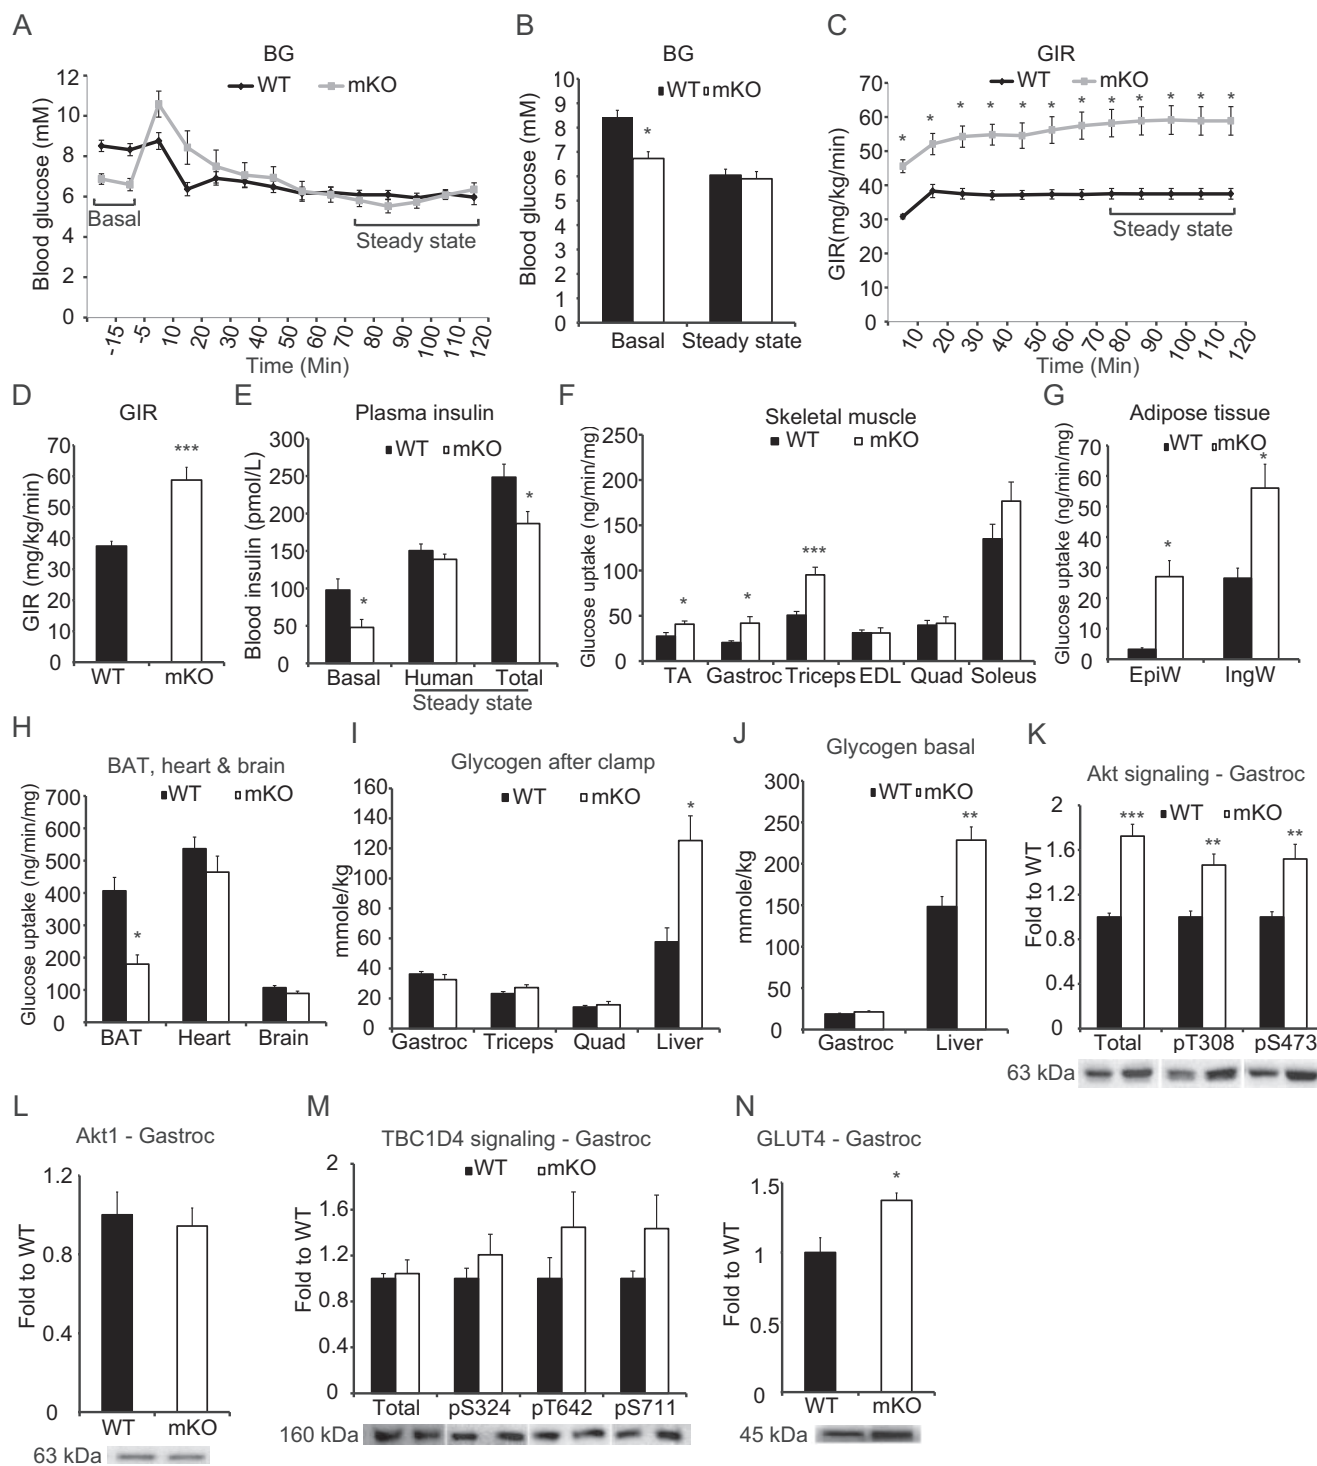 A
BG
WT
mKO
Blood glucose (mM)
12
10
8
6
4
2
0
Basal
Steady state
-15
-5
10
20
30
40
50
60
70
80
90
100
110
120
Time (Min)
B
BG
WT
mKO
Blood glucose (mM)
10
9
8
7
6
5
4
3
2
1
0
*
Basal
Steady state
C
GIR
WT
mKO
GIR(mg/kg/min)
70
60
50
40
30
20
10
0
* * * * * * * * * * * *
Steady state
10
20
30
40
50
60
70
80
90
100
110
120
Time (Min)
D
GIR
GIR (mg/kg/min)
70
60
50
40
30
20
10
0
***
WT
mKO
E
Plasma insulin
WT
mKO
Blood insulin (pmol/L)
300
250
200
150
100
50
0
*
*
Basal
Human
Total
Steady state
F
Skeletal muscle
WT
mKO
Glucose uptake (ng/min/mg)
250
200
150
100
50
0
*
*
***
TA
Gastroc
Triceps
EDL
Quad
Soleus
G
Adipose tissue
WT
mKO
Glucose uptake (ng/min/mg)
70
60
50
40
30
20
10
0
*
*
EpiW
IngW
H
BAT, heart & brain
WT
mKO
Glucose uptake (ng/min/mg)
700
600
500
400
300
200
100
0
*
BAT
Heart
Brain
I
Glycogen after clamp
WT
mKO
mmole/kg
160
140
120
100
80
60
40
20
0
*
Gastroc
Triceps
Quad
Liver
J
Glycogen basal
WT
mKO
mmole/kg
300
250
200
150
100
50
0
**
Gastroc
Liver
K
Akt signaling - Gastroc
WT
mKO
Fold to WT
2
1.6
1.2
0.8
0.4
0
***
**
**
Total
pT308
pS473
63 kDa
L
Akt1 - Gastroc
Fold to WT
1.2
0.8
0.4
0
WT
mKO
63 kDa
M
TBC1D4 signaling - Gastroc
WT
mKO
Fold to WT
2
1.6
1.2
0.8
0.4
0
Total
pS324
pT642
pS711
160 kDa
N
GLUT4 - Gastroc
Fold to WT
1.5
1
0.5
0
*
WT
mKO
45 kDa